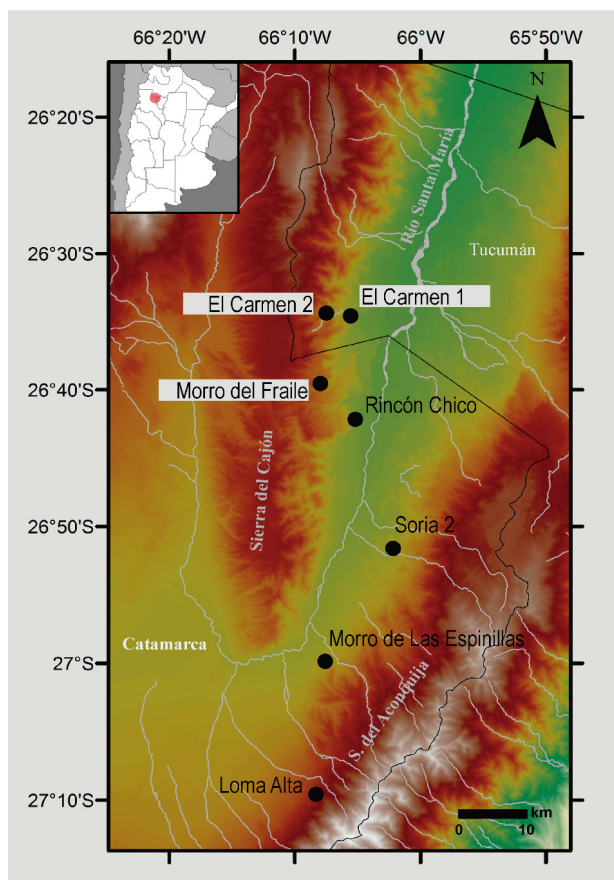 66°20'W 66°10'W 66°W 65°50'W
26°20'S
N
Río Santa María
Tucumán
26°30'S
El Carmen 2
El Carmen 1
26°40'S
Morro del Fraile
Rincón Chico
Sierra del Cajón
26°50'S
Soria 2
Catamarca
27°S
Morro de Las Espinillas
S. del Aconquija
27°10'S
Loma Alta
km
0 10